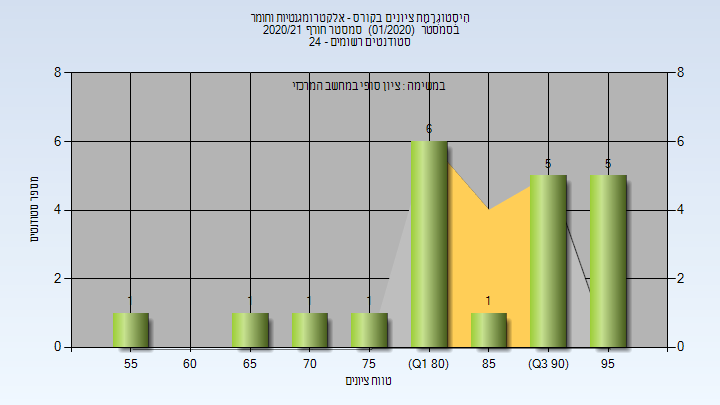 היסטוגרמת ציונים בקורס - אלקטרומגנטיות וחומר
בסמסטר (01/2020) סמסטר חורף 2020/21
סטודנטים רשומים - 24
במשימה : ציון סופי במחשב המרכזי
8 8
6 6
4 4
2 2
0 0
1 1 1 1 6 1 5 5
מספר סטודנטים
55 60 65 70 75 (Q1 80) 85 (Q3 90) 95
טווח ציונים